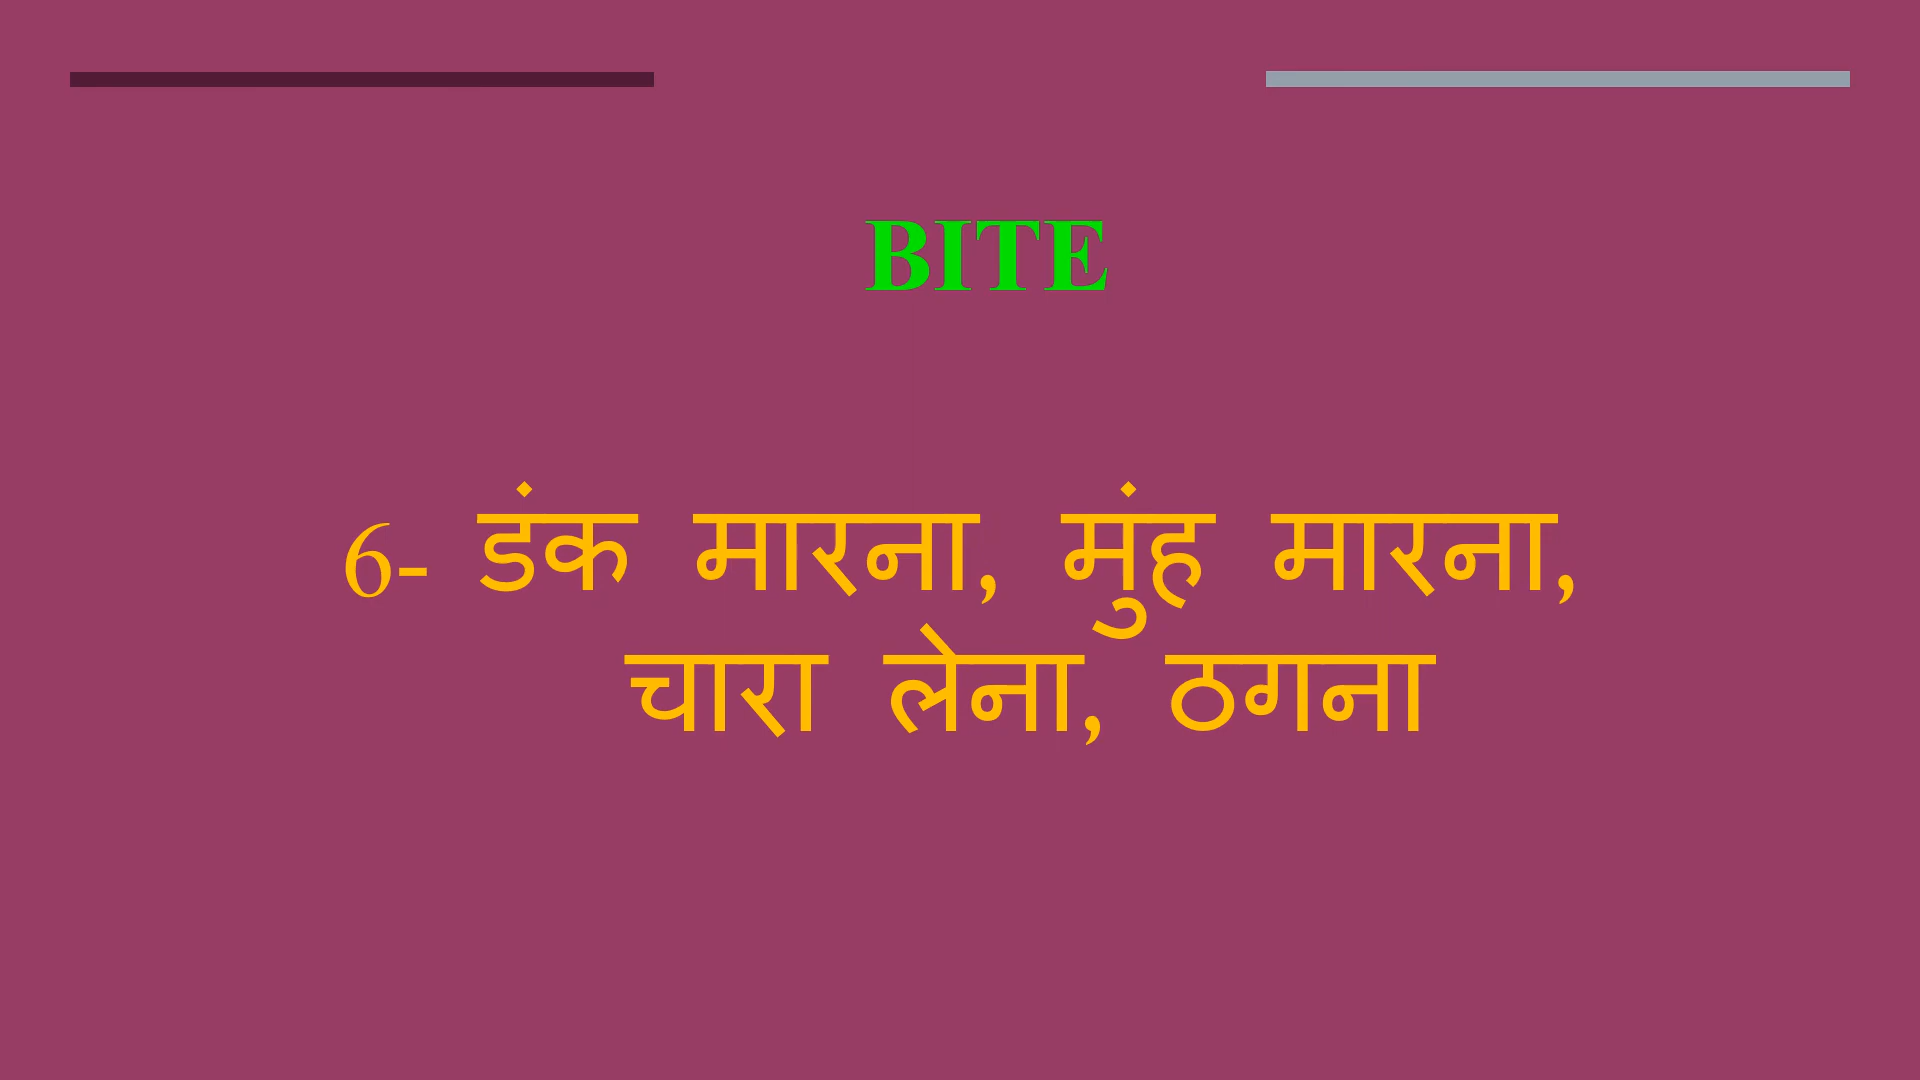 BITE
6- डंक मारना, मुंह मारना,
चारा लेना, ठगना